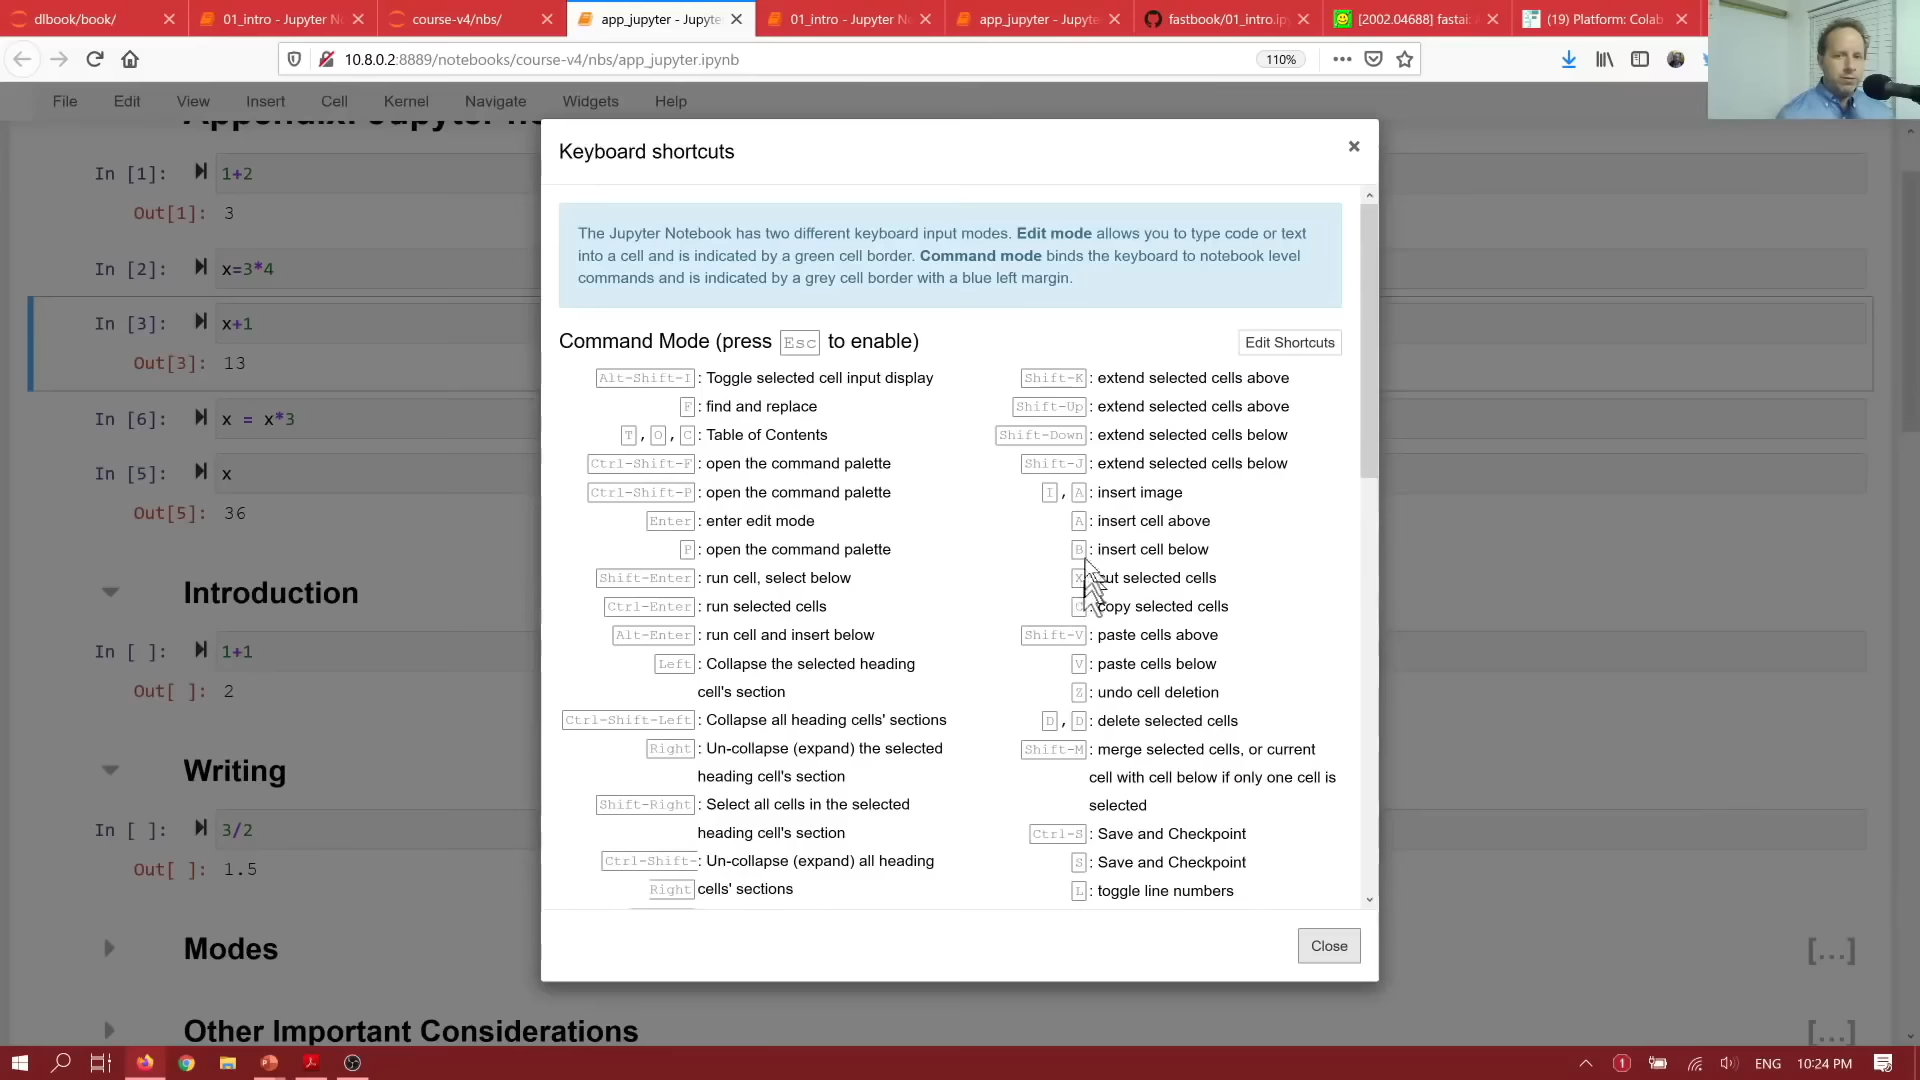 dlbook/book/
01_intro - Jupyter No
course-v4/nbs/
app_jupyter - Jupyte
01_intro - Jupyter No
app_jupyter - Jupyte
fastbook/01_intro.ip
[2002.04688] fastai:
(19) Platform: Colab
10.8.0.2:8889/notebooks/course-v4/nbs/app_jupyter.ipynb
110%
File Edit View Insert Cell Kernel Navigate Widgets Help
In [1]: 1+2
Out[1]: 3
In [2]: x=3*4
In [3]: x+1
Out[3]: 13
In [6]: x = x*3
In [5]: x
Out[5]: 36
Introduction
In [ ]: 1+1
Out[ ]: 2
Writing
In [ ]: 3/2
Out[ ]: 1.5
Modes
[...]
Other Important Considerations
[...]
Keyboard shortcuts
The Jupyter Notebook has two different keyboard input modes. Edit mode allows you to type code or text
into a cell and is indicated by a green cell border. Command mode binds the keyboard to notebook level
commands and is indicated by a grey cell border with a blue left margin.
Command Mode (press Esc to enable)
Edit Shortcuts
Alt-Shift-I : Toggle selected cell input display
F : find and replace
T , O , C : Table of Contents
Ctrl-Shift-F : open the command palette
Ctrl-Shift-P : open the command palette
Enter : enter edit mode
P : open the command palette
Shift-Enter : run cell, select below
Ctrl-Enter : run selected cells
Alt-Enter : run cell and insert below
Left : Collapse the selected heading
cell's section
Ctrl-Shift-Left : Collapse all heading cells' sections
Right : Un-collapse (expand) the selected
heading cell's section
Shift-Right : Select all cells in the selected
heading cell's section
Ctrl-Shift- : Un-collapse (expand) all heading
Right cells' sections
Shift-K : extend selected cells above
Shift-Up : extend selected cells above
Shift-Down : extend selected cells below
Shift-J : extend selected cells below
I , A : insert image
A : insert cell above
B : insert cell below
X cut selected cells
copy selected cells
Shift-V : paste cells above
V : paste cells below
Z : undo cell deletion
D , D : delete selected cells
Shift-M : merge selected cells, or current
cell with cell below if only one cell is
selected
Ctrl-S : Save and Checkpoint
S : Save and Checkpoint
L : toggle line numbers
Close
ENG 10:24 PM